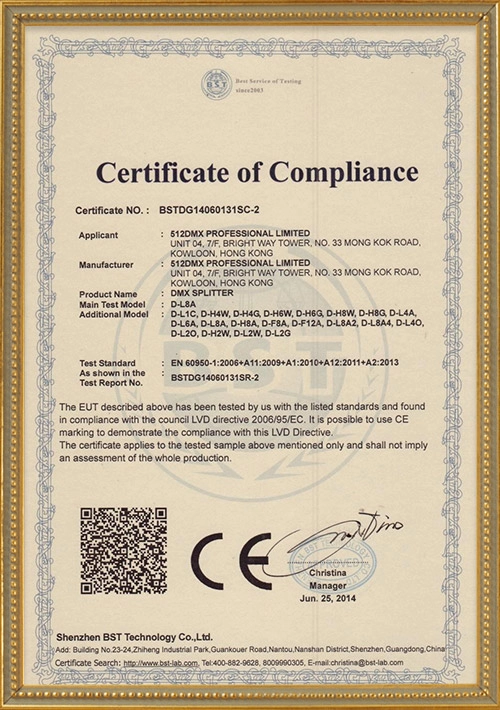 BST
Best Service of Testing
since2003
Certificate of Compliance
Certificate NO. : BSTDG14060131SC-2
Applicant : 512DMX PROFESSIONAL LIMITED
UNIT 04, 7/F, BRIGHT WAY TOWER, NO. 33 MONG KOK ROAD,
KOWLOON, HONG KONG
Manufacturer : 512DMX PROFESSIONAL LIMITED
UNIT 04, 7/F, BRIGHT WAY TOWER, NO. 33 MONG KOK ROAD,
KOWLOON, HONG KONG
Product Name : DMX SPLITTER
Main Test Model : D-L8A
Additional Model : D-L1C, D-H4W, D-H4G, D-H6W, D-H6G, D-H8W, D-H8G, D-L4A,
D-L6A, D-L8A, D-H8A, D-F8A, D-F12A, D-L8A2, D-L8A4, D-L4O,
D-L2O, D-H2W, D-L2W, D-L2G
Test Standard : EN 60950-1:2006+A11:2009+A1:2010+A12:2011+A2:2013
As shown in the
Test Report No. : BSTDG14060131SR-2
The EUT described above has been tested by us with the listed standards and found
in compliance with the council LVD directive 2006/95/EC. It is possible to use CE
marking to demonstrate the compliance with this LVD Directive.
The certificate applies to the tested sample above mentioned only and shall not imply
an assessment of the whole production.
CE
Christina
Manager
Jun. 25, 2014
Shenzhen BST Technology Co.,Ltd.
Add: Building No.23-24,Zhiheng Industrial Park,Guankouer Road,Nantou,Nanshan District,Shenzhen,Guangdong,China
Certificate Search: http://www.bst-lab.com, Tel:400-882-9628, 8009990305, E-mail:christina@bst-lab.com